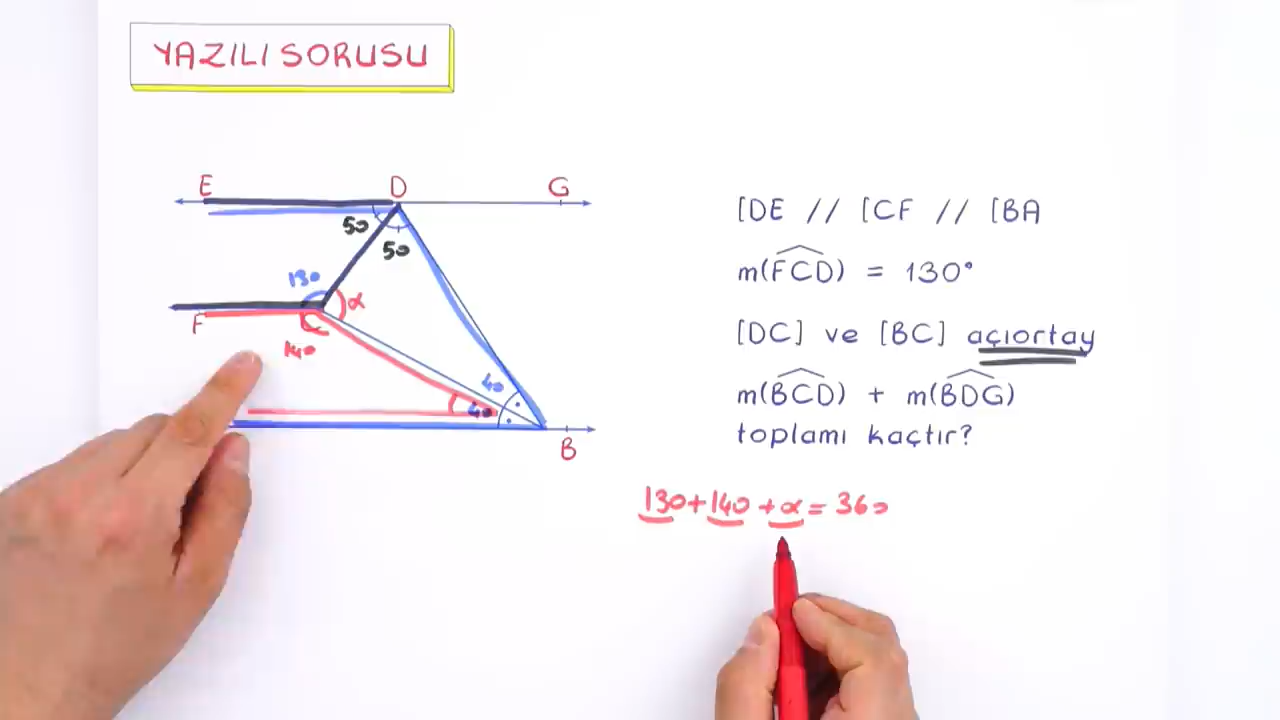 YAZILI SORUSU
E D G
50
50
130
α
F
140
40
40
B
[DE // [CF // [BA
m(FCD) = 130°
[DC] ve [BC] açıortay
m(BCD) + m(BDG)
toplamı kaçtır?
130+140+α=360